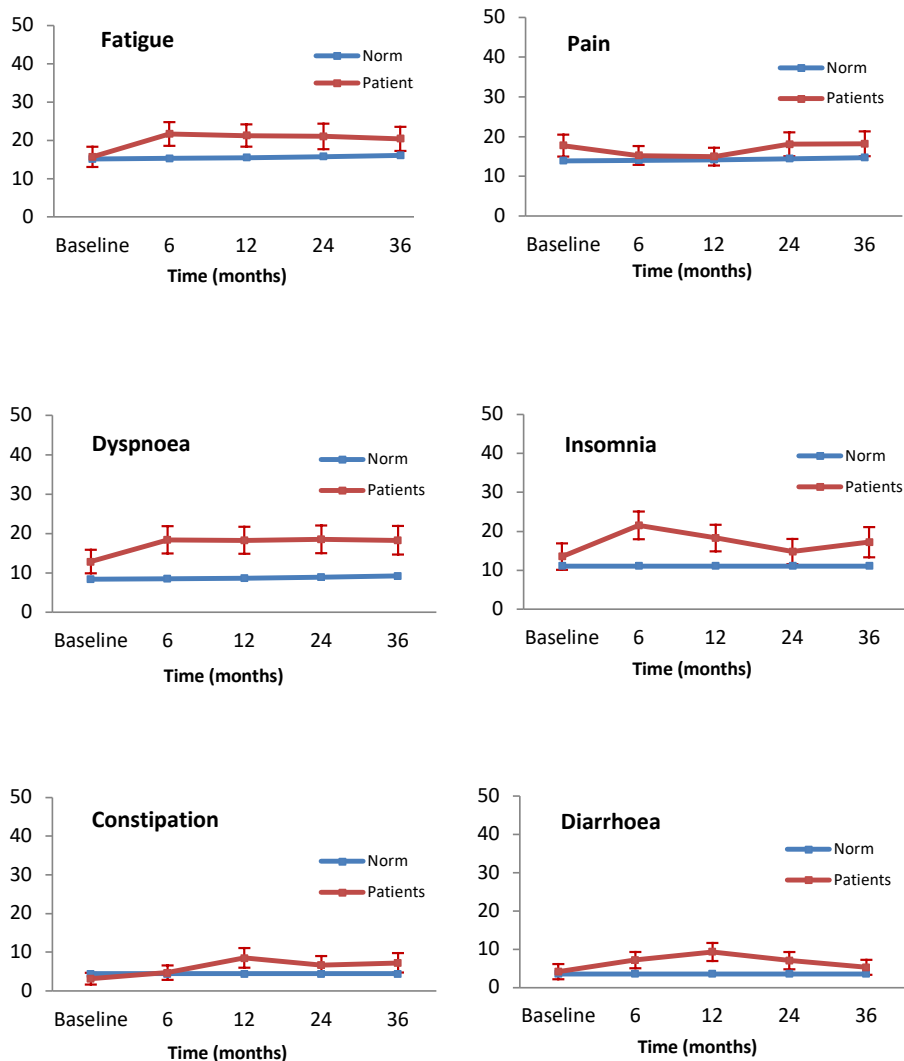 Fatigue
50
40
30
20
10
0
Norm
Patient
Baseline 6 12 24 36
Time (months)
Pain
50
40
30
20
10
0
Norm
Patients
Baseline 6 12 24 36
Time (months)
Dyspnoea
50
40
30
20
10
0
Norm
Patients
Baseline 6 12 24 36
Time (months)
Insomnia
50
40
30
20
10
0
Norm
Patients
Baseline 6 12 24 36
Time (months)
Constipation
50
40
30
20
10
0
Norm
Patients
Baseline 6 12 24 36
Time (months)
Diarrhoea
50
40
30
20
10
0
Norm
Patients
Baseline 6 12 24 36
Time (months)